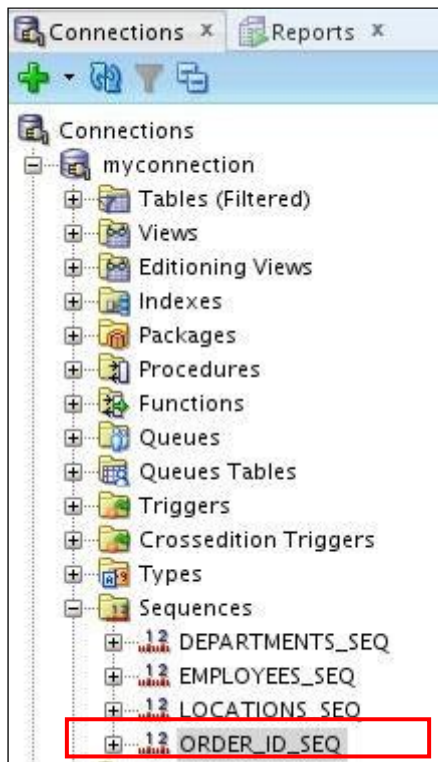 Connections x Reports x
Connections
myconnection
Tables (Filtered)
Views
Editioning Views
Indexes
Packages
Procedures
Functions
Queues
Queues Tables
Triggers
Crossedition Triggers
Types
Sequences
DEPARTMENTS_SEQ
EMPLOYEES_SEQ
LOCATIONS_SEQ
ORDER_ID_SEQ